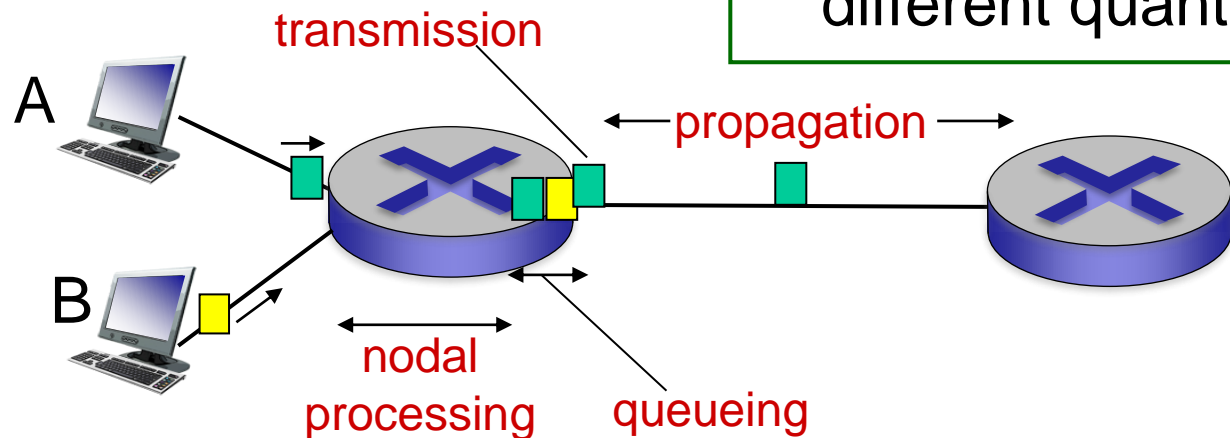 different quant
transmission
A
propagation
B
nodal
processing
queueing